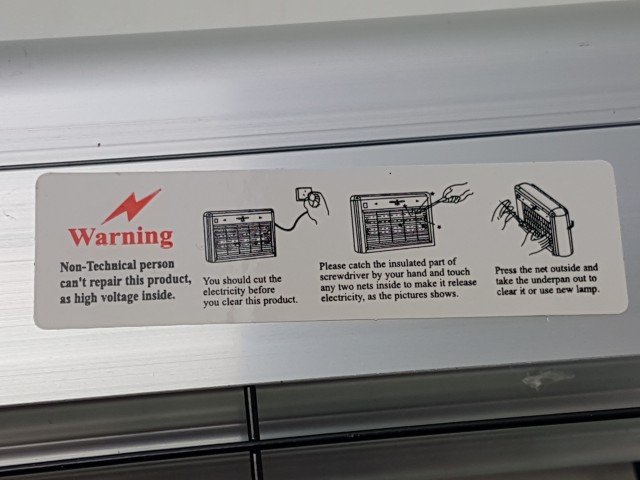 Warning
Non-Technical person
can't repair this product,
as high voltage inside.
You should cut the
electricity before
you clear this product.
Please catch the insulated part of
screwdriver by your hand and touch
any two nets inside to make it release
electricity, as the pictures shows.
Press the net outside and
take the underpan out to
clear it or use new lamp.